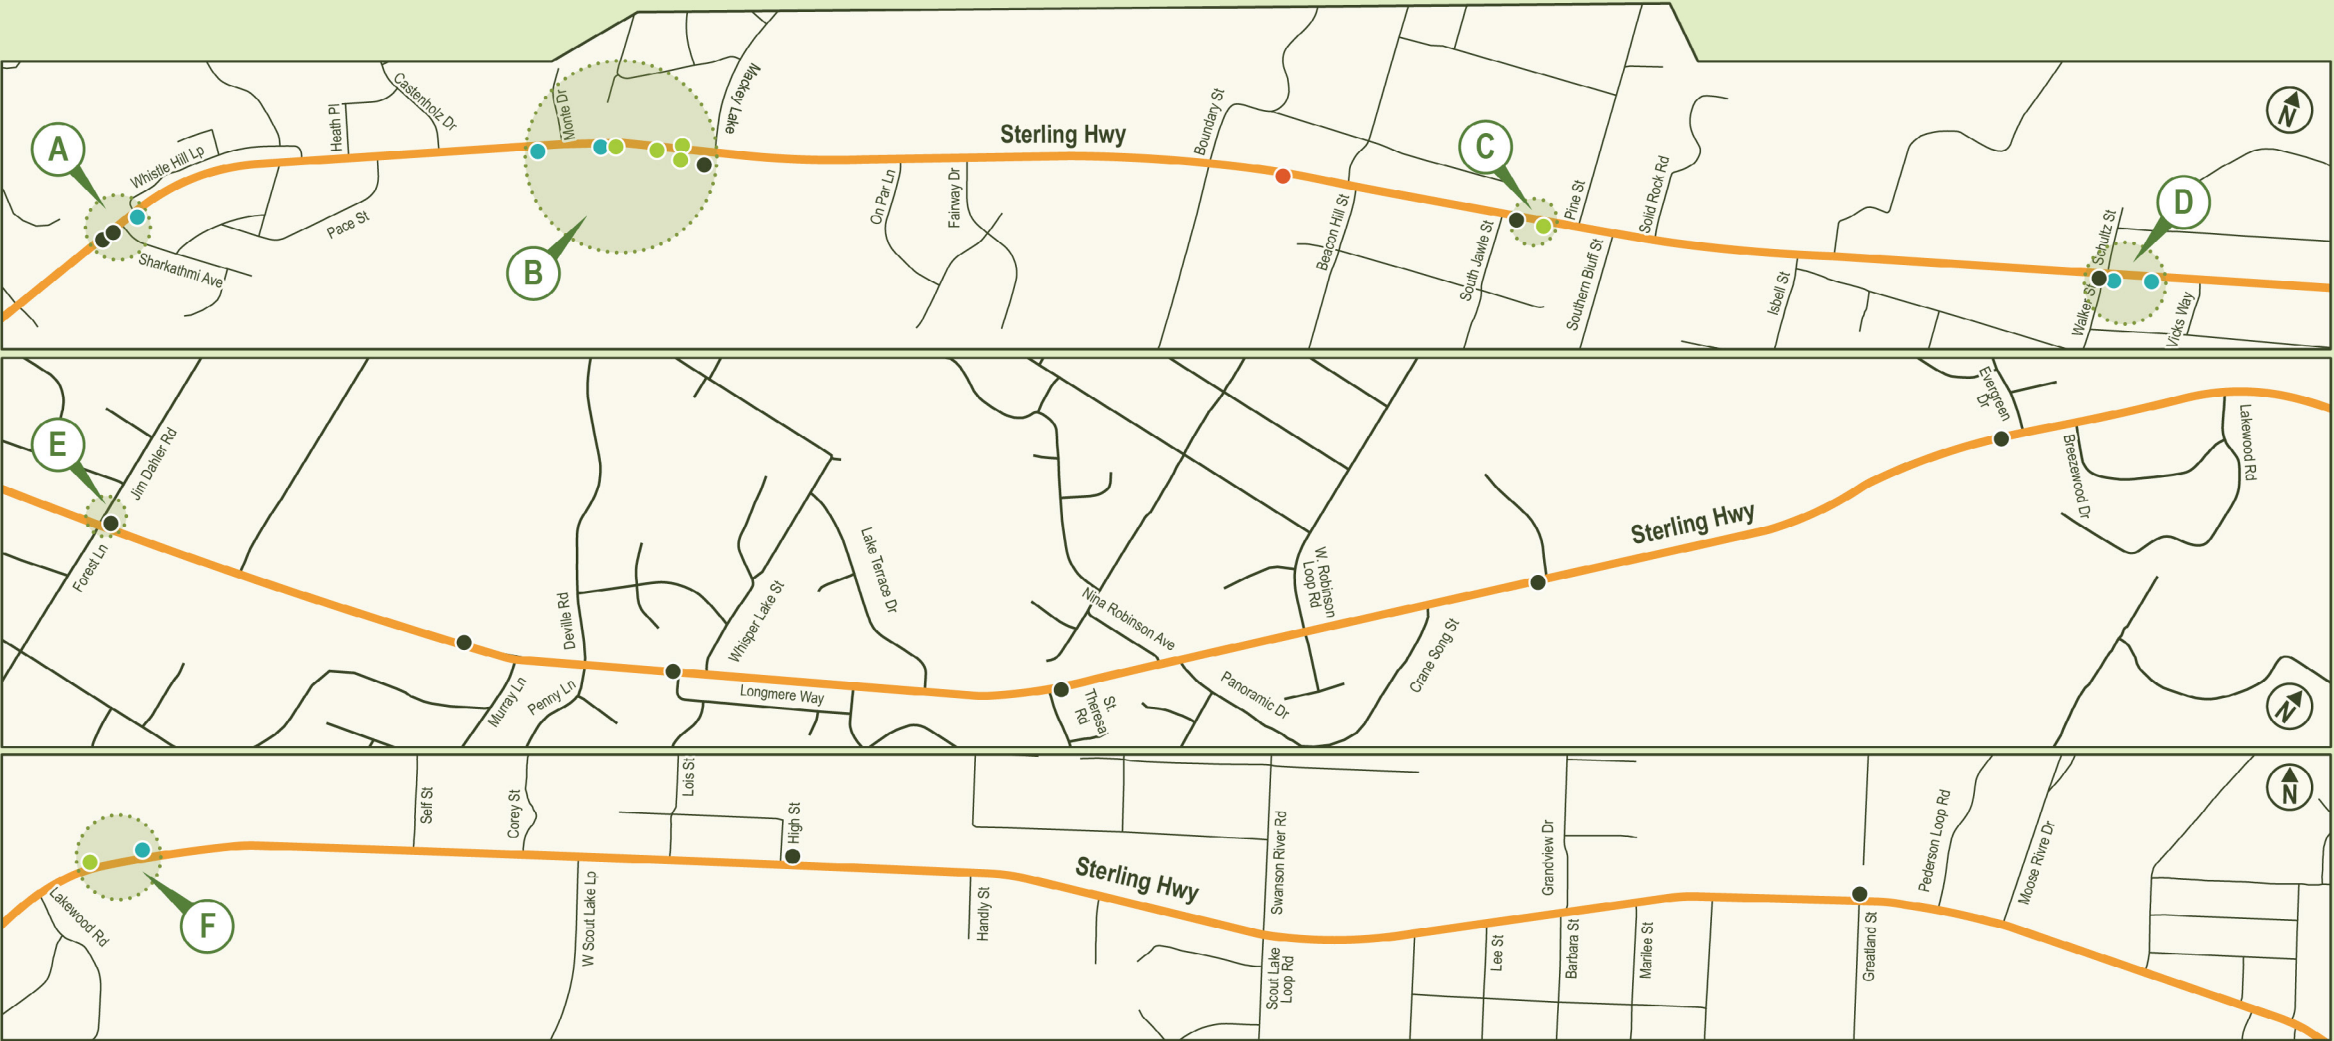 A
Whistle Hill Lp
Heath Pl
Castenholz Dr
Pace St
Sharkathmi Ave
Monte Dr
Mackey Lake
B
Sterling Hwy
On Par Ln
Fairway Dr
Boundary St
Beacon Hill St
C
South Jawle St
Pine St
Southern Bluff St
Solid Rock Rd
Isbell St
Schultz St
D
Walker St
Vicks Way
N
E
Jim Dahler Rd
Forest Ln
Murray Ln
Penny Ln
Deville Rd
Whisper Lake St
Longmere Way
Lake Terrace Dr
St.
Theresa
Rd
Nina Robinson Ave
Panoramic Dr
W. Robinson
Loop Rd
Crane Song St
Sterling Hwy
Evergreen
Dr
Breezewood Dr
Lakewood Rd
N
Lakewood Rd
F
Self St
Corey St
W Scout Lake Lp
Lois St
High St
Handly St
Sterling Hwy
Swanson River Rd
Scout Lake
Loop Rd
Lee St
Grandview Dr
Barbara St
Marilee St
Greatland St
Pederson Loop Rd
Moose Rivre Dr
N